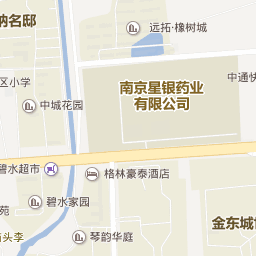 纳名邸
远拓·橡树城
中通快
区小学
南京星银药业
有限公司
中城花园
碧水超市
格林豪泰酒店
碧水家园
苑
金东城世
琴韵华庭
头李